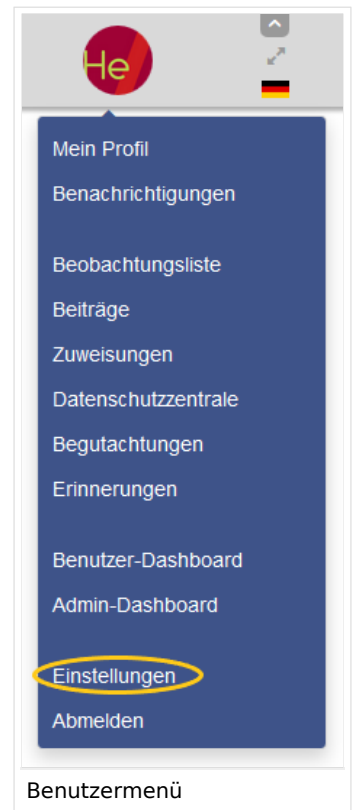 He
Mein Profil
Benachrichtigungen
Beobachtungsliste
Beiträge
Zuweisungen
Datenschutzzentrale
Begutachtungen
Erinnerungen
Benutzer-Dashboard
Admin-Dashboard
Einstellungen
Abmelden
Benutzermenü